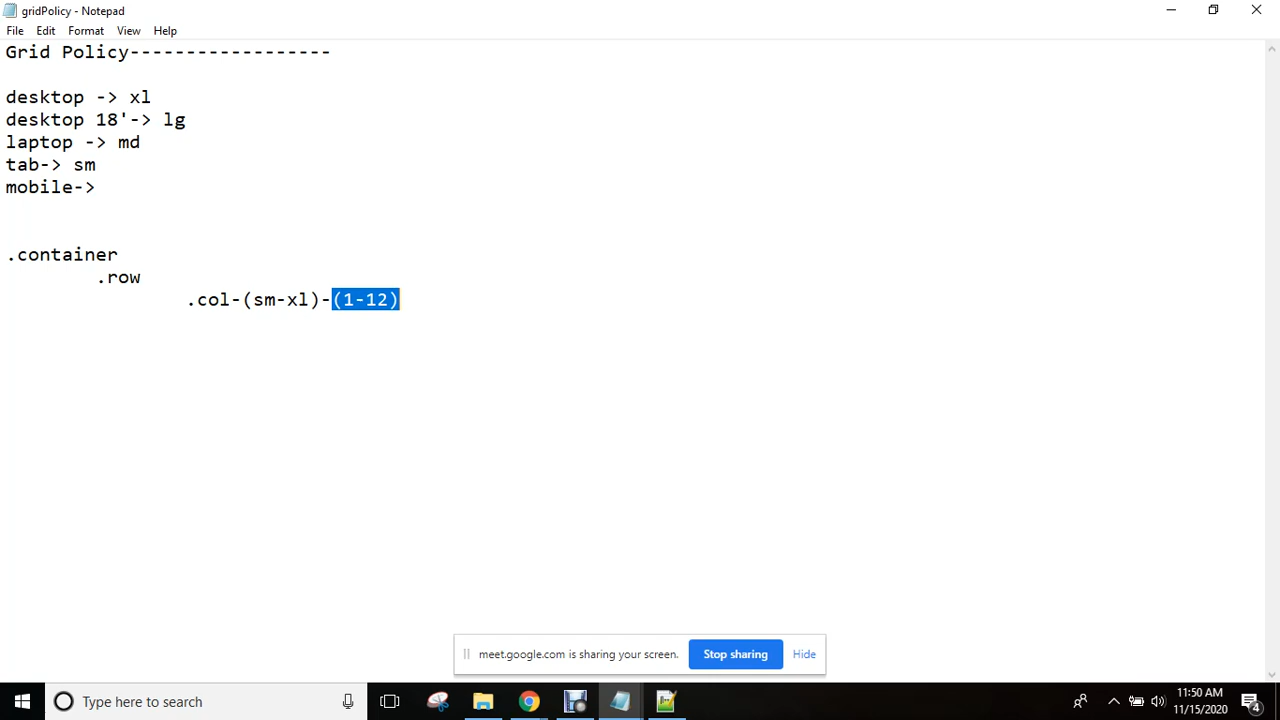 gridPolicy - Notepad
File Edit Format View Help
Grid Policy------------------
desktop -> xl
desktop 18'-> lg
laptop -> md
tab-> sm
mobile->
.container
.row
.col-(sm-xl)-(1-12)
meet.google.com is sharing your screen. Stop sharing Hide
Type here to search
11:50 AM
11/15/2020
4